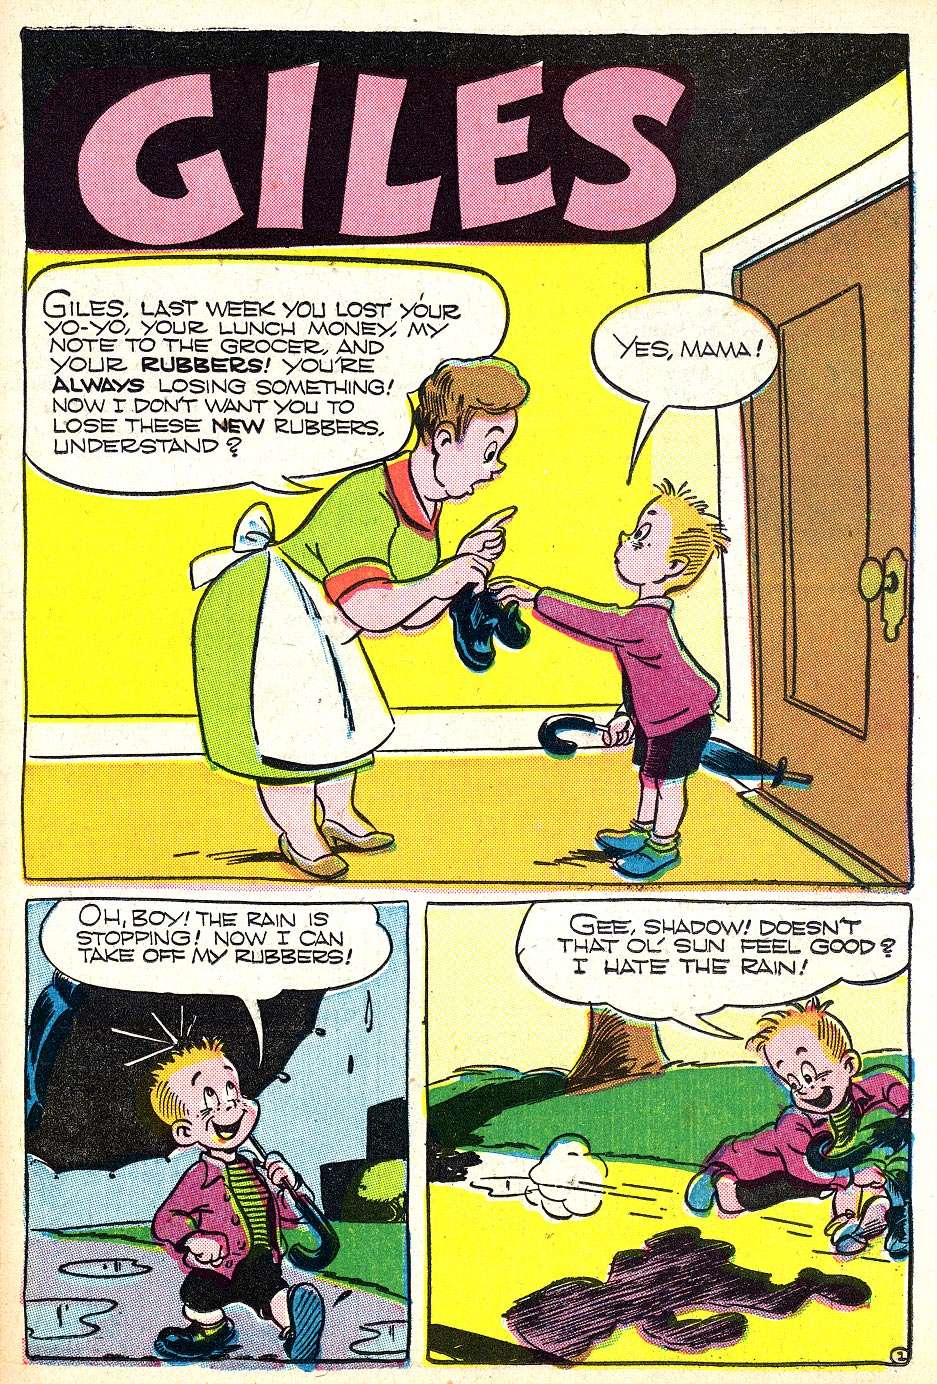 GILES
GILES, LAST WEEK YOU LOST YOUR
YO-YO, YOUR LUNCH MONEY, MY
NOTE TO THE GROCER, AND
YOUR RUBBERS! YOU'RE
ALWAYS LOSING SOMETHING!
NOW I DON'T WANT YOU TO
LOSE THESE NEW RUBBERS,
UNDERSTAND?
YES, MAMA!
OH, BOY! THE RAIN IS
STOPPING! NOW I CAN
TAKE OFF MY RUBBERS!
GEE, SHADOW! DOESN'T
THAT OL' SUN FEEL GOOD?
I HATE THE RAIN!
2